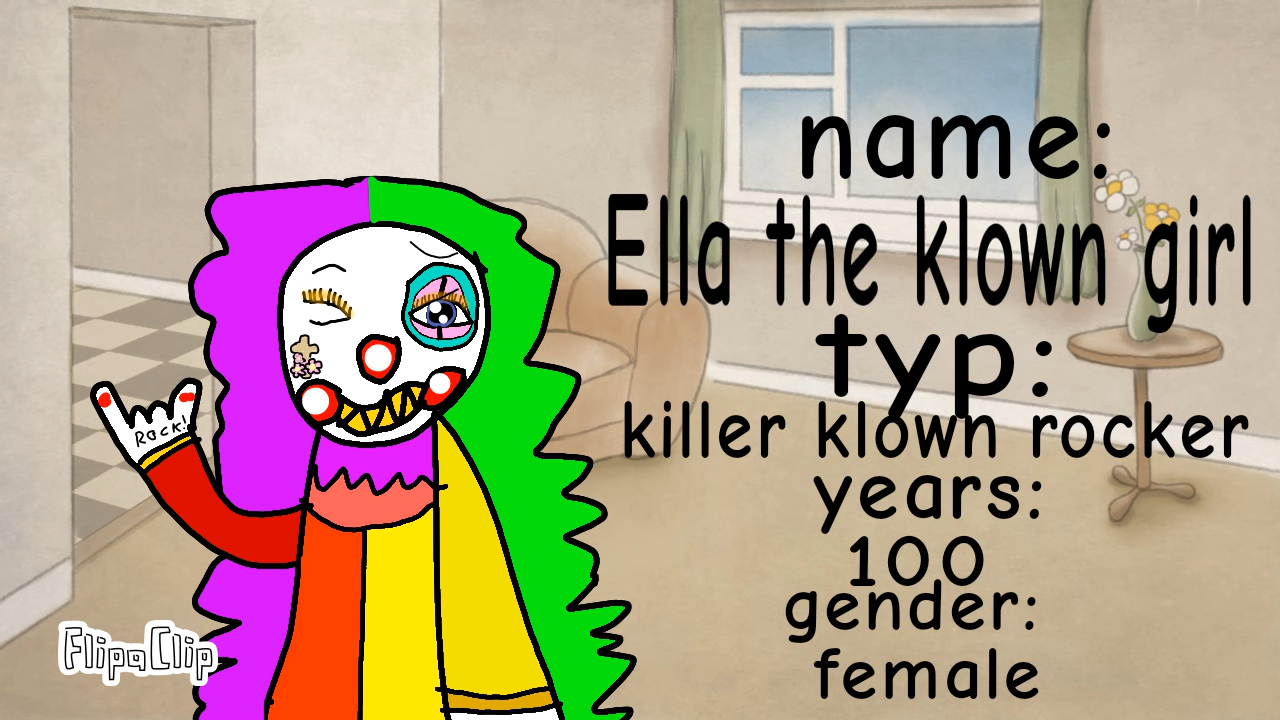 name:
Ella the klown girl
typ:
killer klown rocker
years:
100
gender:
female
ROCK!
FlipaClip